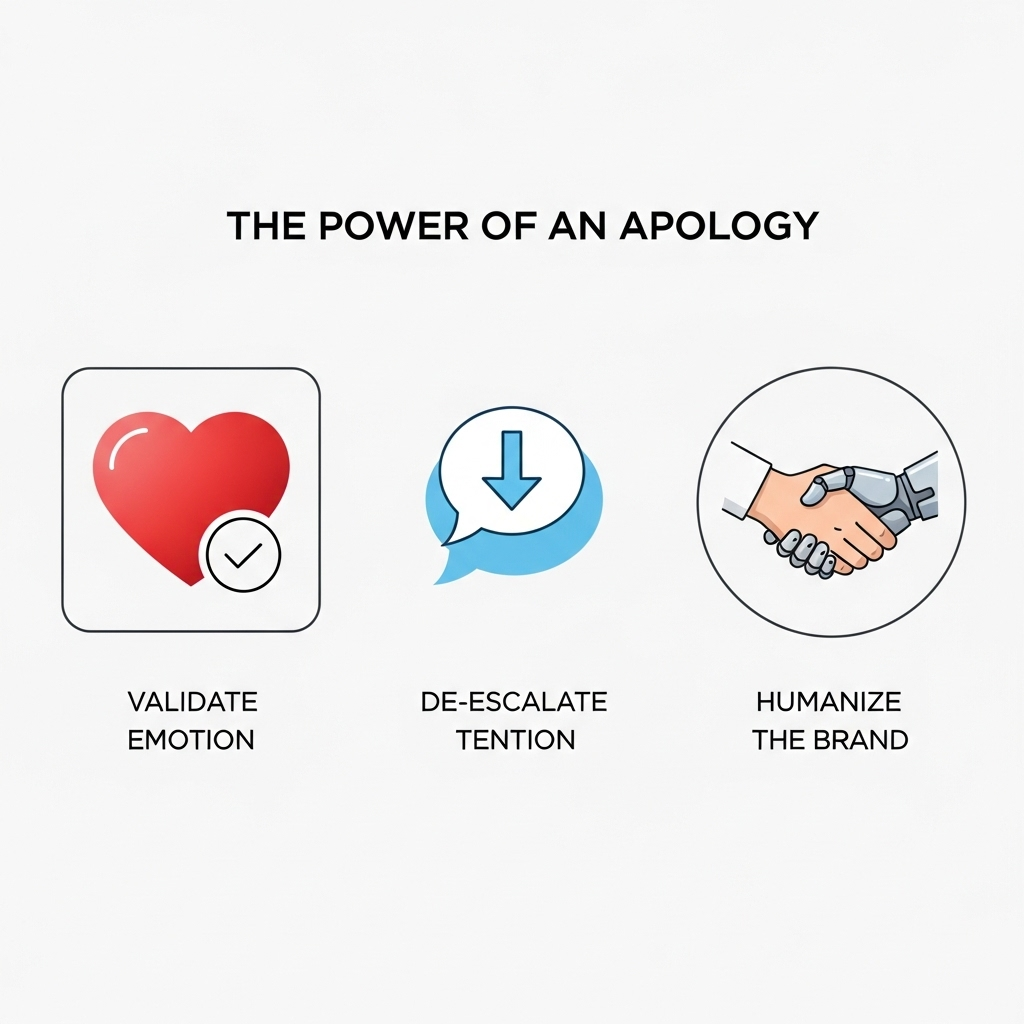 THE POWER OF AN APOLOGY
VALIDATE
EMOTION
DE-ESCALATE
TENTION
HUMANIZE
THE BRAND